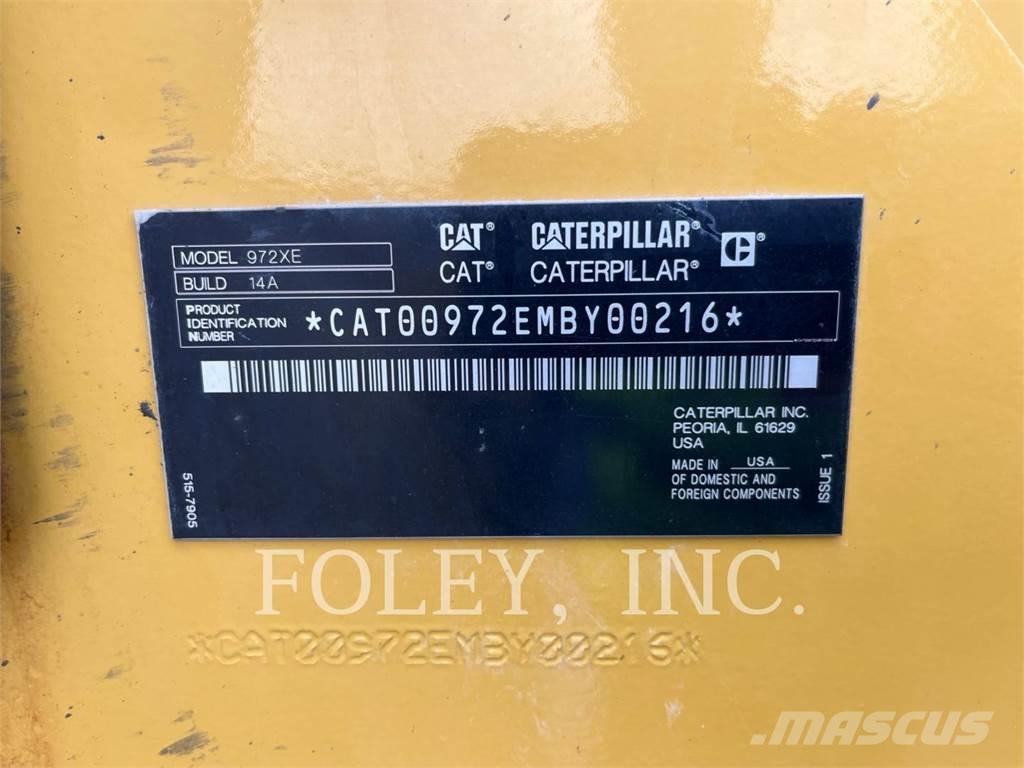 MODEL 972XE
BUILD 14A
CAT® CATERPILLAR® C®
CAT® CATERPILLAR®
PRODUCT
IDENTIFICATION
NUMBER
*CAT00972EMBY00216*
CATERPILLAR INC.
PEORIA, IL 61629
USA
MADE IN USA
OF DOMESTIC AND
FOREIGN COMPONENTS
ISSUE 1
515-7905
FOLEY, INC.
*CAT00972EMBY00216*
MASCUS